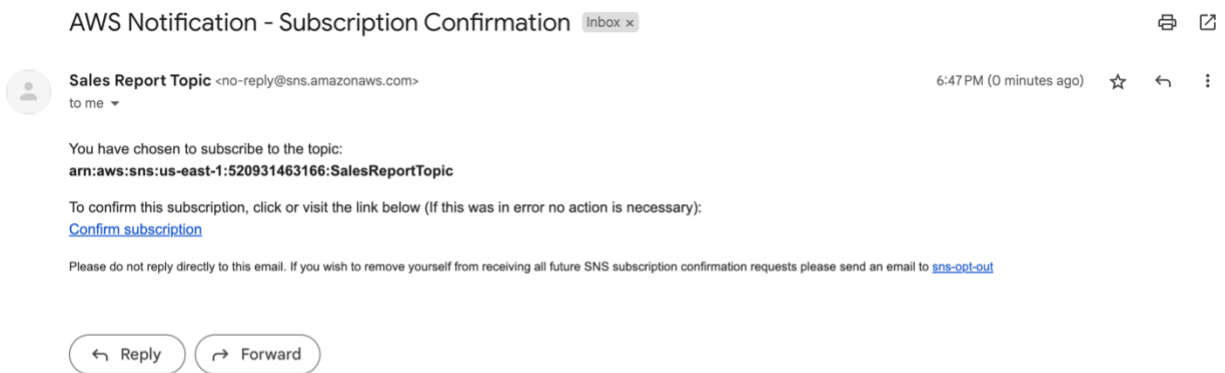 AWS Notification - Subscription Confirmation Inbox ×
Sales Report Topic <no-reply@sns.amazonaws.com> 6:47 PM (0 minutes ago)
to me
You have chosen to subscribe to the topic:
arn:aws:sns:us-east-1:520931463166:SalesReportTopic
To confirm this subscription, click or visit the link below (If this was in error no action is necessary):
Confirm subscription
Please do not reply directly to this email. If you wish to remove yourself from receiving all future SNS subscription confirmation requests please send an email to sns-opt-out
Reply Forward